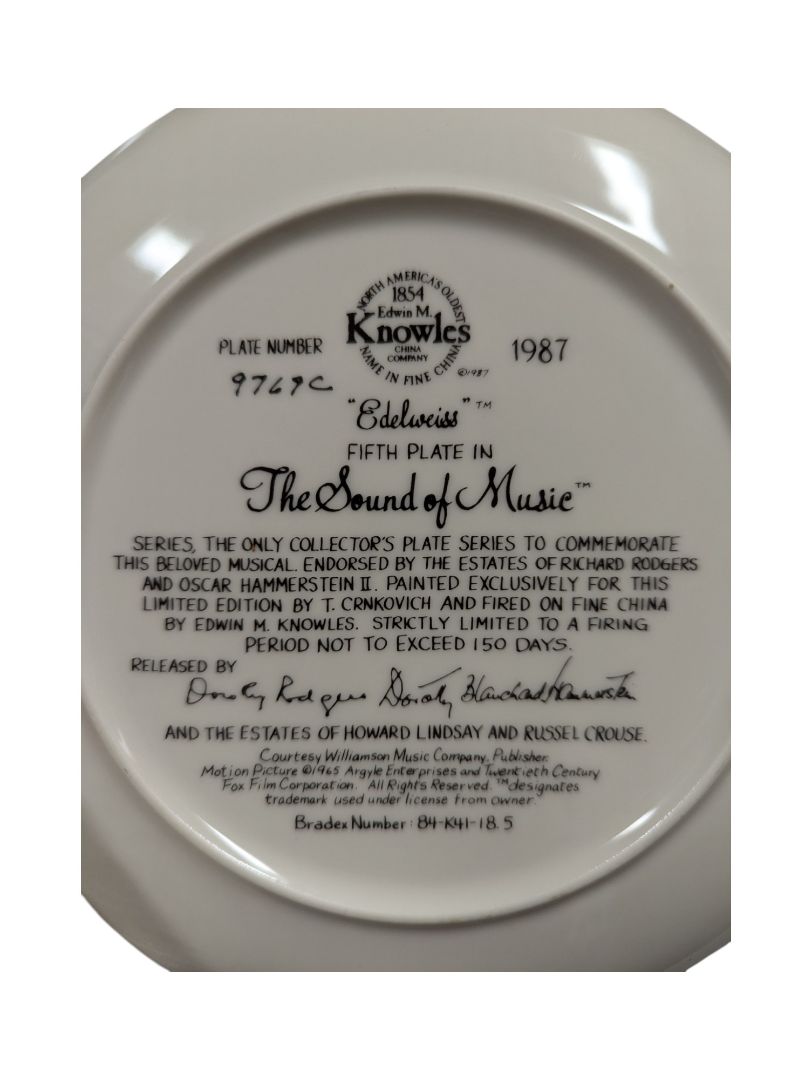 NORTH AMERICA'S OLDEST
1854
Edwin M.
Knowles
CHINA
COMPANY
NAME IN FINE CHINA
©1987
PLATE NUMBER
1987
9769C
"Edelweiss"™
FIFTH PLATE IN
The Sound of Music™
SERIES, THE ONLY COLLECTOR'S PLATE SERIES TO COMMEMORATE
THIS BELOVED MUSICAL. ENDORSED BY THE ESTATES OF RICHARD RODGERS
AND OSCAR HAMMERSTEIN II. PAINTED EXCLUSIVELY FOR THIS
LIMITED EDITION BY T. CRNKOVICH AND FIRED ON FINE CHINA
BY EDWIN M. KNOWLES. STRICTLY LIMITED TO A FIRING
PERIOD NOT TO EXCEED 150 DAYS.
RELEASED BY
Dorothy Rodgers Dorothy Blanchard Hammerstein
AND THE ESTATES OF HOWARD LINDSAY AND RUSSEL CROUSE.
Courtesy Williamson Music Company, Publisher.
Motion Picture ©1965 Argyle Enterprises and Twentieth Century
Fox Film Corporation. All Rights Reserved. ™designates
trademark used under license from owner.
Bradex Number: 84-K41-18.5